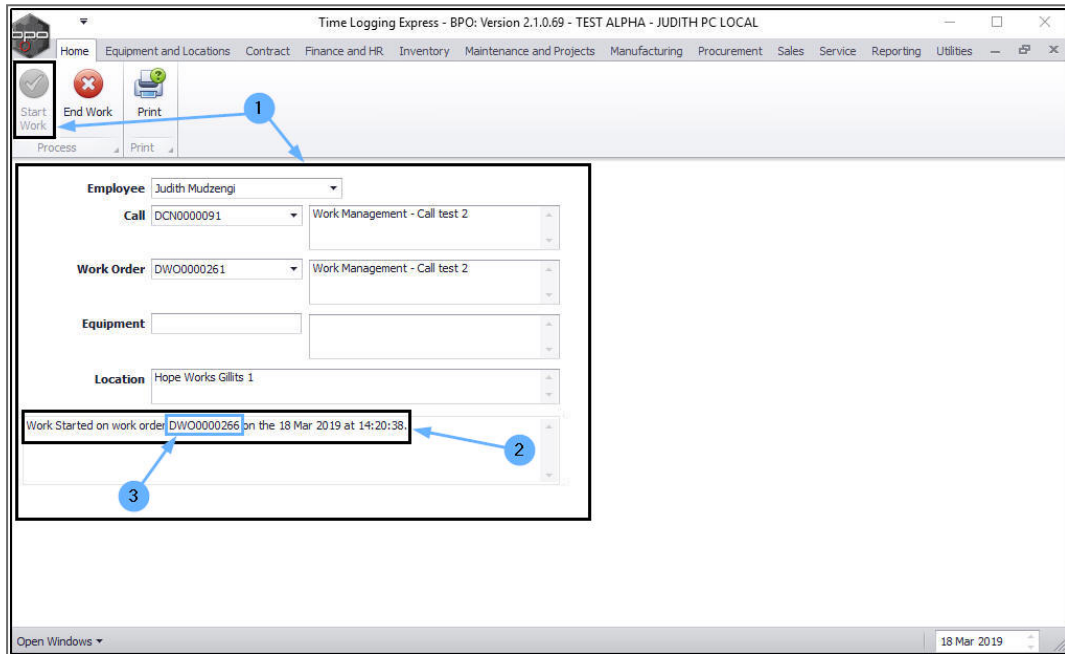 bpo
Time Logging Express - BPO: Version 2.1.0.69 - TEST ALPHA - JUDITH PC LOCAL
Home Equipment and Locations Contract Finance and HR Inventory Maintenance and Projects Manufacturing Procurement Sales Service Reporting Utilities
Start Work
End Work
Print
Process
Print
1
Employee Judith Mudzengi
Call DCN0000091 Work Management - Call test 2
Work Order DWO0000261 Work Management - Call test 2
Equipment
Location Hope Works Gillits 1
Work Started on work order DWO0000266 on the 18 Mar 2019 at 14:20:38.
2
3
Open Windows 18 Mar 2019